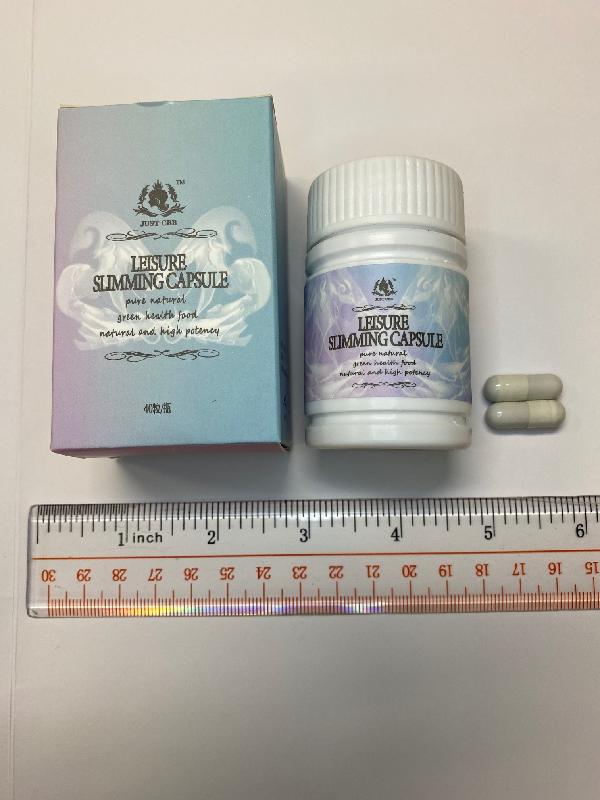 TM
JUST CBB
LEISURE
SLIMMING CAPSULE
pure natural
green health food
natural and high potency
40粒/瓶
LEISURE
SLIMMING CAPSULE
pure natural
green health food
natural and high potency
1 inch 2 3 4 5 6
30 29 28 27 26 25 24 23 22 21 20 19 18 17 16 15